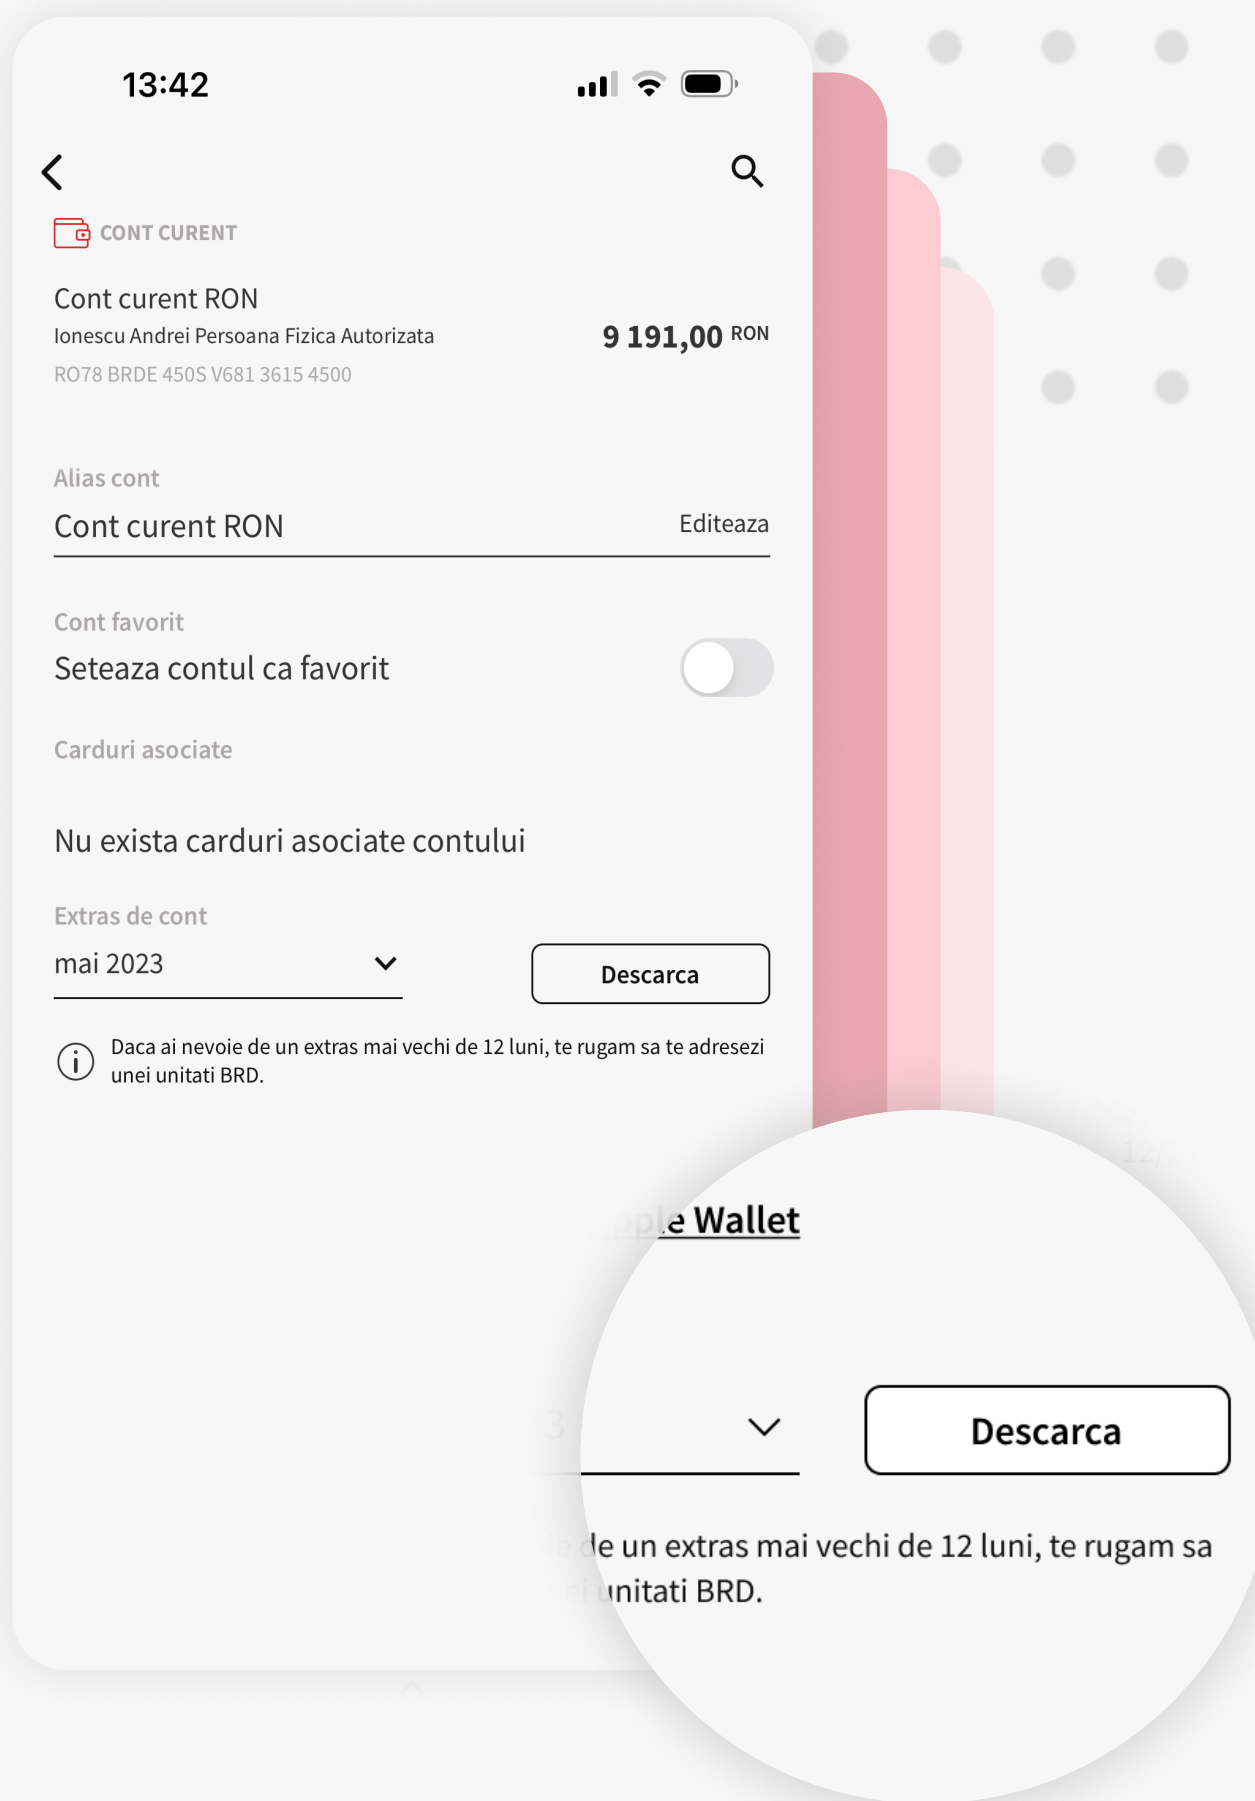 13:42
CONT CURENT
Cont curent RON
Ionescu Andrei Persoana Fizica Autorizata
9 191,00 RON
RO78 BRDE 450S V681 3615 4500
Alias cont
Cont curent RON
Editeaza
Cont favorit
Seteaza contul ca favorit
Carduri asociate
Nu exista carduri asociate contului
Extras de cont
mai 2023
Descarca
Daca ai nevoie de un extras mai vechi de 12 luni, te rugam sa te adresezi
unei unitati BRD.
Wallet
Descarca
de un extras mai vechi de 12 luni, te rugam sa
unitati BRD.